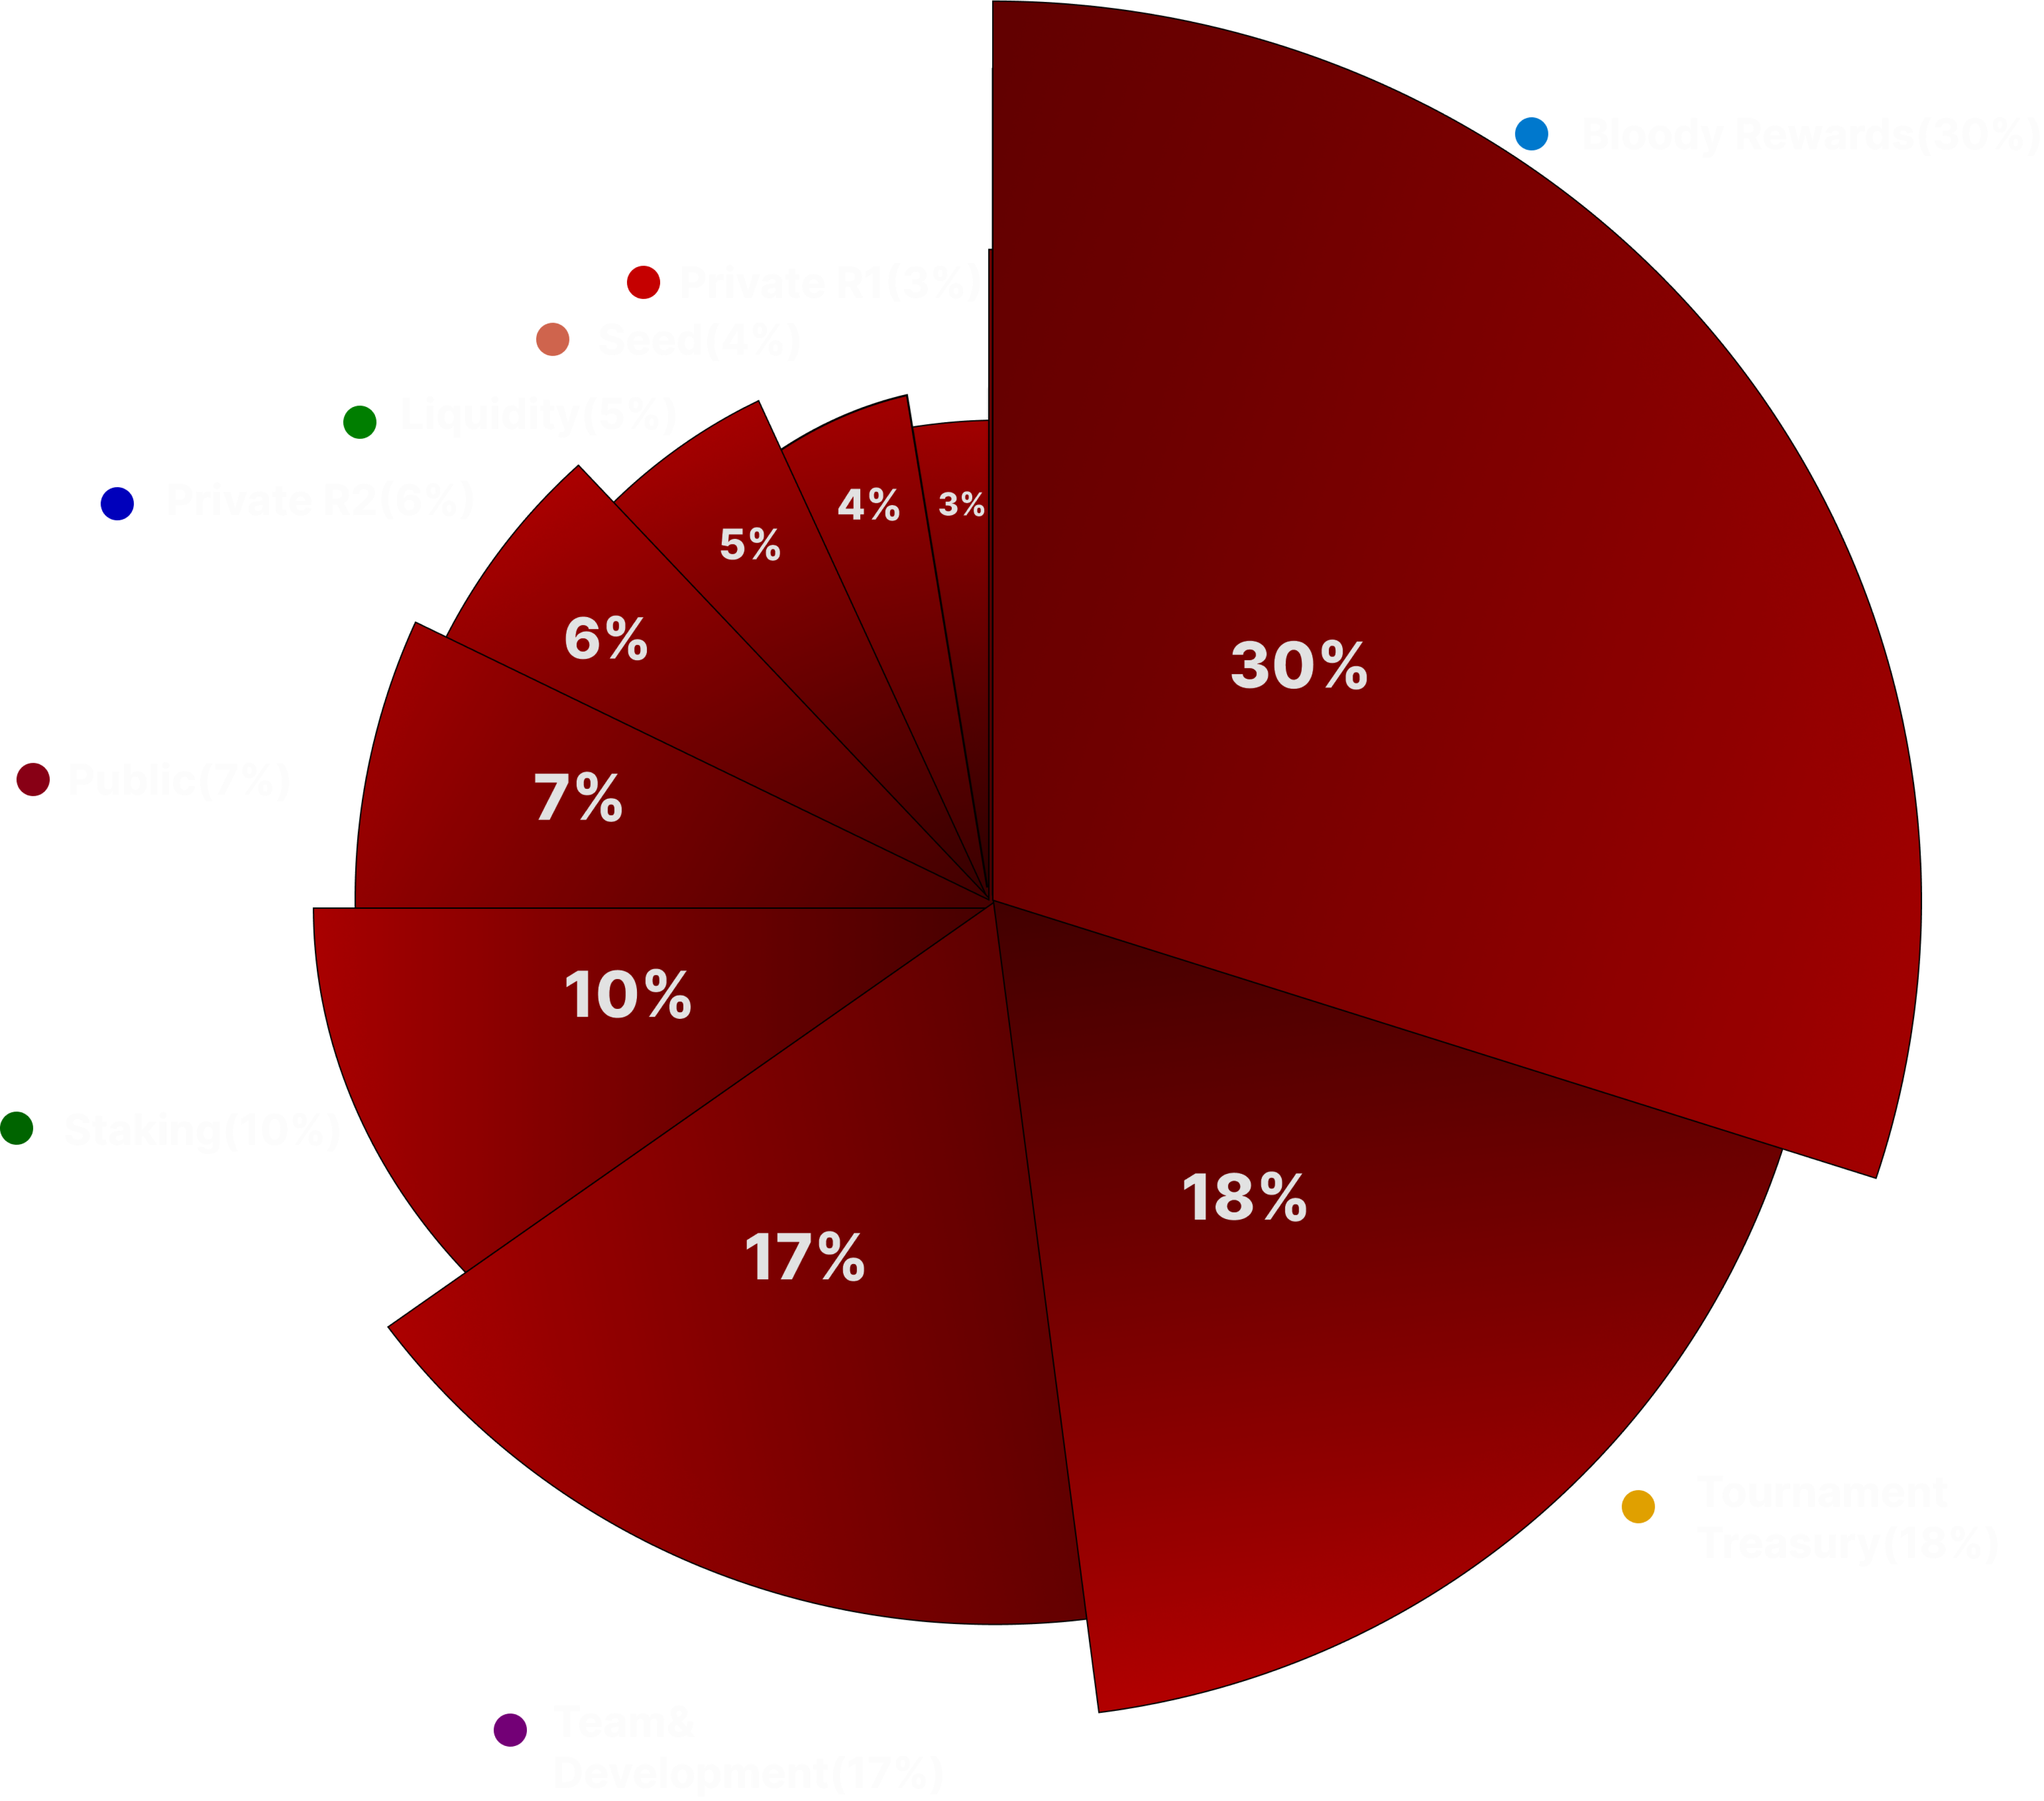 Bloody Rewards(30%)
Private R1(3%)
Seed(4%)
Liquidity(5%)
Private R2(6%)
4%
3%
5%
6%
30%
7%
Public(7%)
10%
Staking(10%)
18%
17%
Tournament
Treasury(18%)
Team&
Development(17%)